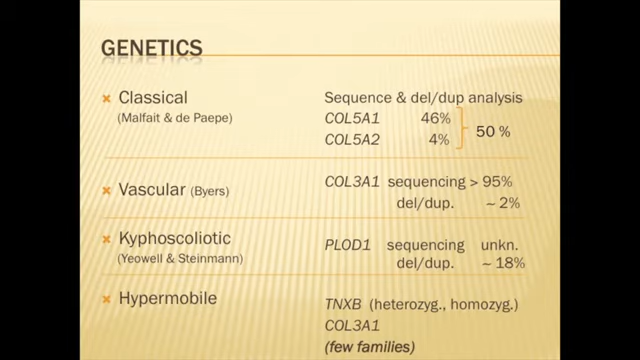 GENETICS
Classical
(Malfait & de Paepe)
Sequence & del/dup analysis
COL5A1 46%
COL5A2 4%
50 %
Vascular (Byers)
COL3A1 sequencing > 95%
del/dup. ~ 2%
Kyphoscoliotic
(Yeowell & Steinmann)
PLOD1 sequencing unkn.
del/dup. ~ 18%
Hypermobile
TNXB (heterozyg., homozyg.)
COL3A1
(few families)